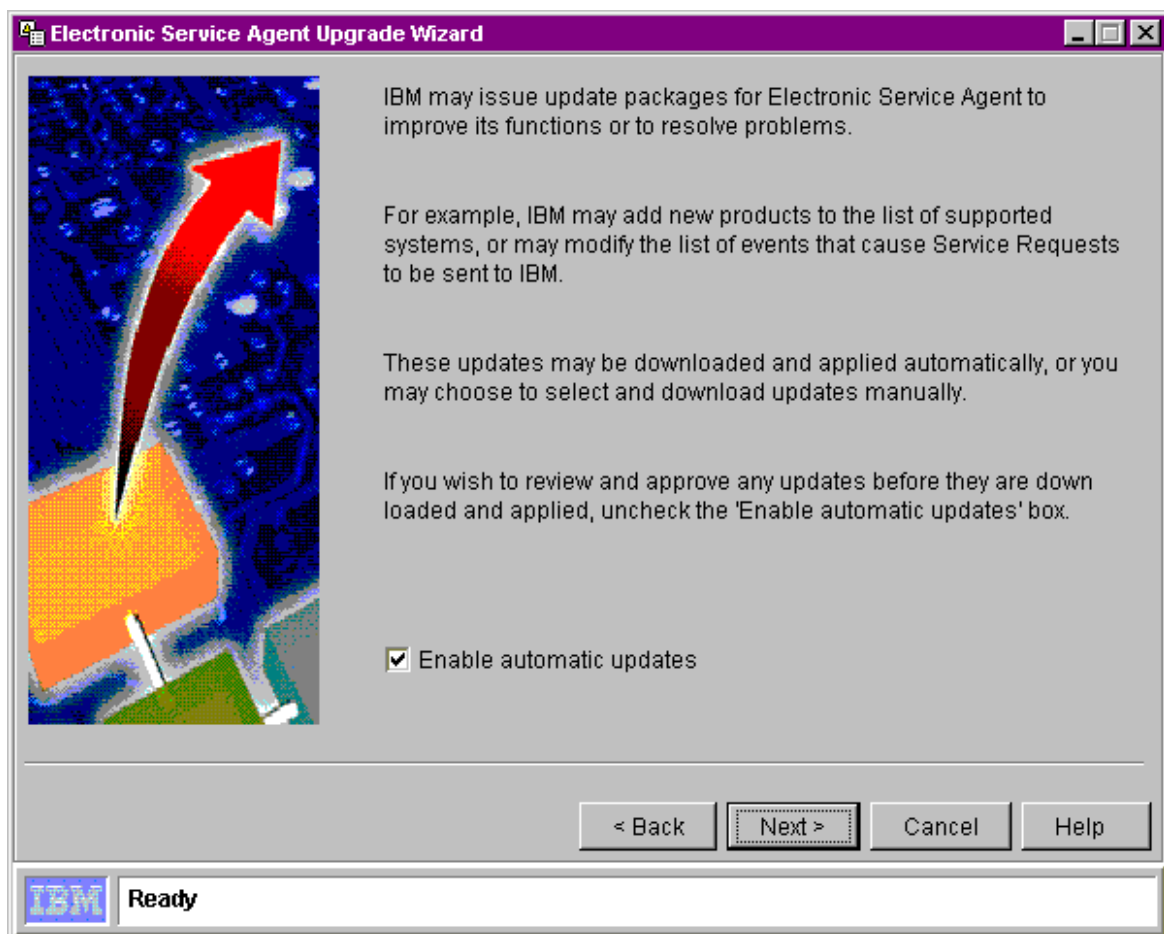 Electronic Service Agent Upgrade Wizard
IBM may issue update packages for Electronic Service Agent to
improve its functions or to resolve problems.
For example, IBM may add new products to the list of supported
systems, or may modify the list of events that cause Service Requests
to be sent to IBM.
These updates may be downloaded and applied automatically, or you
may choose to select and download updates manually.
If you wish to review and approve any updates before they are down
loaded and applied, uncheck the 'Enable automatic updates' box.
Enable automatic updates
< Back
Next >
Cancel
Help
IBM
Ready